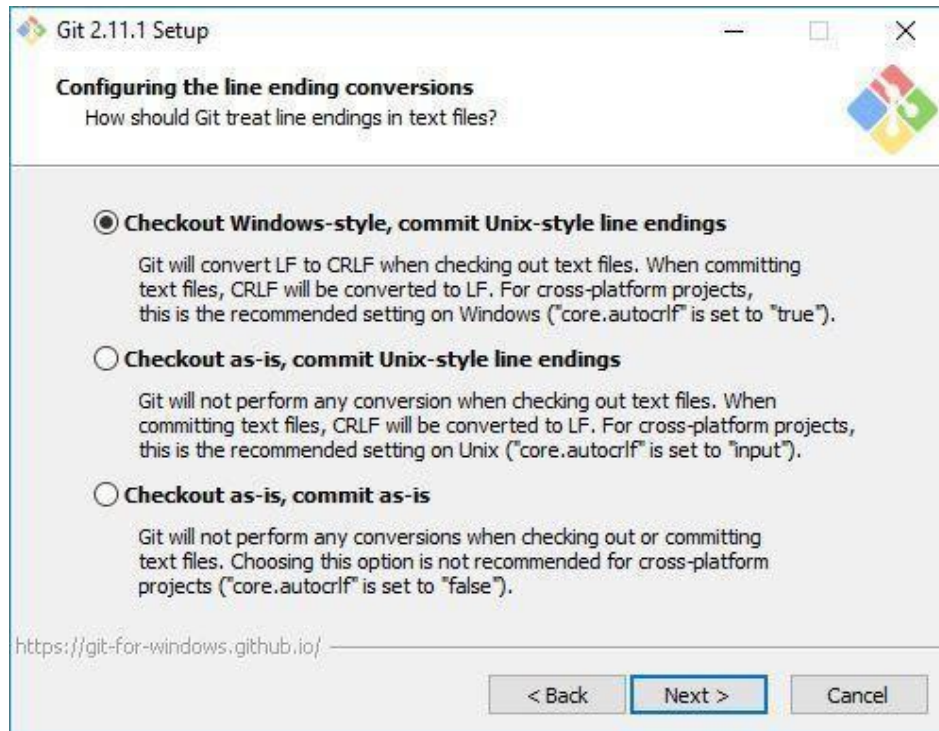 Git 2.11.1 Setup
Configuring the line ending conversions
How should Git treat line endings in text files?
Checkout Windows-style, commit Unix-style line endings
Git will convert LF to CRLF when checking out text files. When committing
text files, CRLF will be converted to LF. For cross-platform projects,
this is the recommended setting on Windows ("core.autocrlf" is set to "true").
Checkout as-is, commit Unix-style line endings
Git will not perform any conversion when checking out text files. When
committing text files, CRLF will be converted to LF. For cross-platform projects,
this is the recommended setting on Unix ("core.autocrlf" is set to "input").
Checkout as-is, commit as-is
Git will not perform any conversions when checking out or committing
text files. Choosing this option is not recommended for cross-platform
projects ("core.autocrlf" is set to "false").
https://git-for-windows.github.io/
< Back
Next >
Cancel